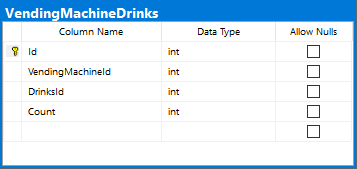 VendingMachineDrinks
Column Name Data Type Allow Nulls
Id int
VendingMachineId int
DrinksId int
Count int